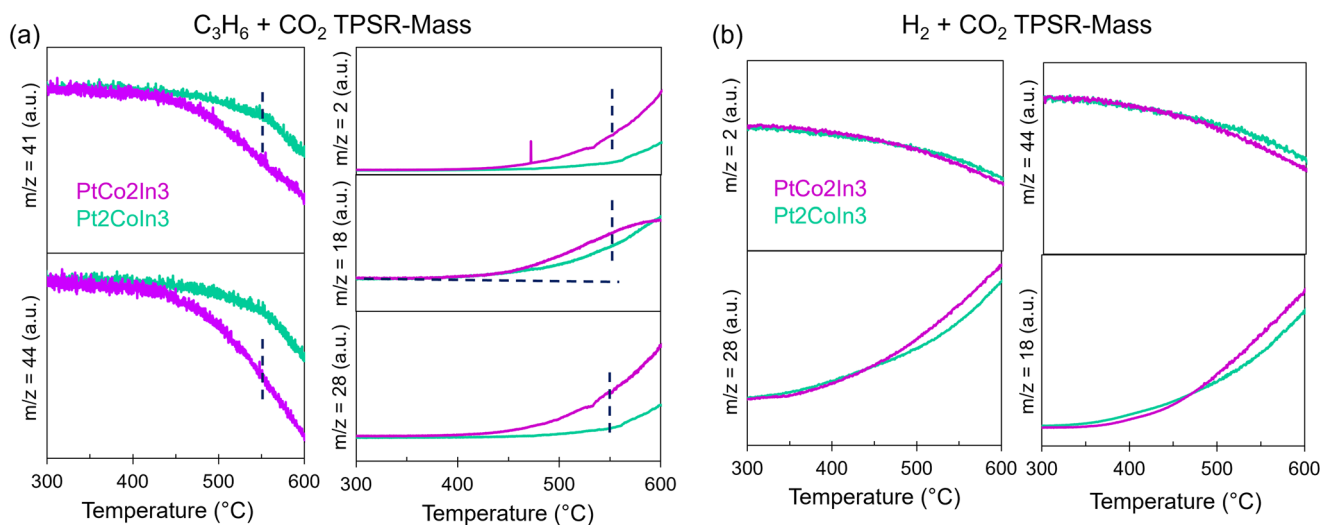 (a)
C₃H₆ + CO₂ TPSR-Mass
m/z = 41 (a.u.)
PtCo2In3
Pt2CoIn3
m/z = 44 (a.u.)
300 400 500 600
Temperature (°C)
m/z = 2 (a.u.)
m/z = 18 (a.u.)
m/z = 28 (a.u.)
300 400 500 600
Temperature (°C)
(b)
H₂ + CO₂ TPSR-Mass
m/z = 2 (a.u.)
PtCo2In3
Pt2CoIn3
m/z = 28 (a.u.)
300 400 500 600
Temperature (°C)
m/z = 44 (a.u.)
m/z = 18 (a.u.)
300 400 500 600
Temperature (°C)